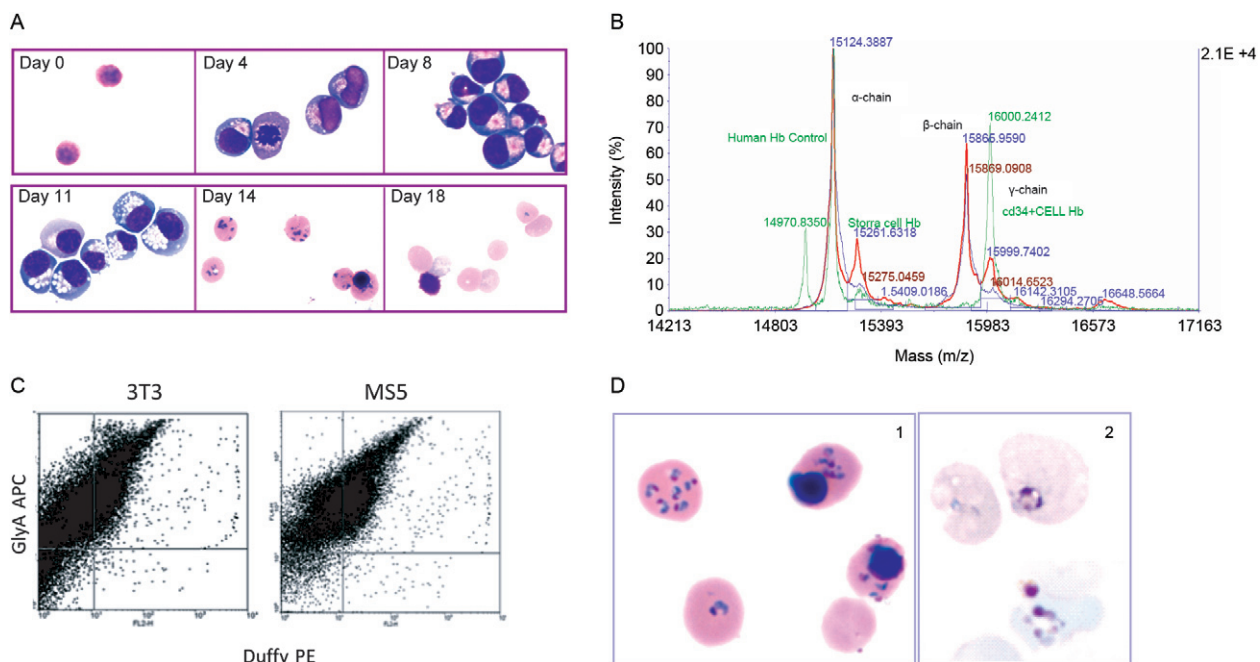 A
Day 0
Day 4
Day 8
Day 11
Day 14
Day 18
B
15124.3887
2.1E +4
α-chain
β-chain
16000.2412
Human Hb Control
15865.9590
15869.0908
γ-chain
cd34+CELL Hb
14970.8350
Storra cell Hb
15261.6318
15999.7402
15275.0459
16014.6523
1.5409.0186
16142.3105
16294.2705
16648.5664
100
90
80
70
60
50
40
30
20
10
0
Intensity (%)
14213
14803
15393
15983
16573
17163
Mass (m/z)
C
3T3
MS5
GlyA APC
FL2-H
FL2-H
Duffy PE
D
1
2